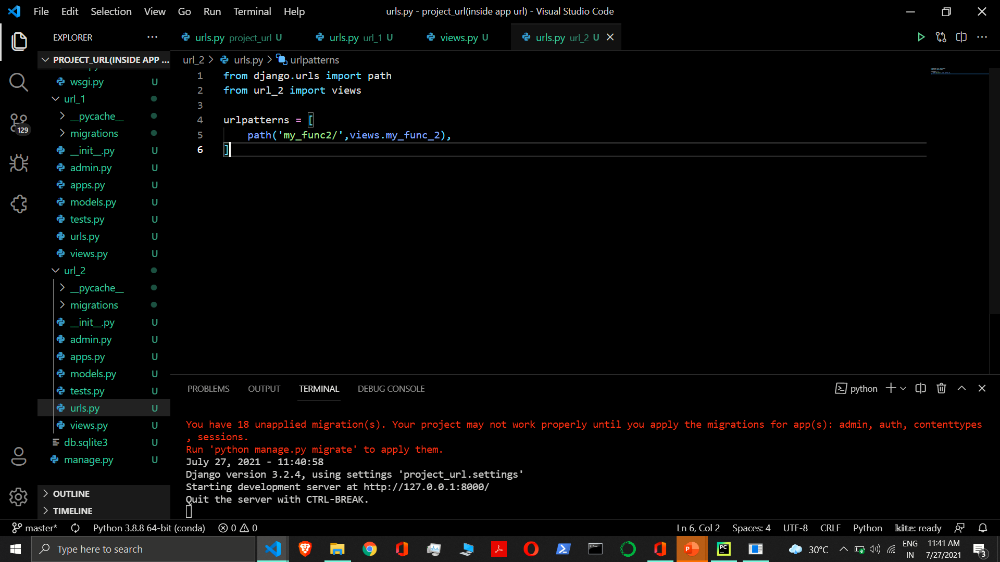 File Edit Selection View Go Run Terminal Help
urls.py - project_url(inside app url) - Visual Studio Code
EXPLORER
urls.py project_url U
urls.py url_1 U
views.py U
urls.py url_2 U
PROJECT_URL(INSIDE APP ...
wsgi.py U
url_1
__pycache__
migrations
__init__.py U
admin.py U
apps.py U
models.py U
tests.py U
urls.py U
views.py U
url_2
__pycache__
migrations
__init__.py U
admin.py U
apps.py U
models.py U
tests.py U
urls.py U
views.py U
db.sqlite3 U
manage.py U
OUTLINE
TIMELINE
129
url_2 > urls.py > urlpatterns
1 from django.urls import path
2 from url_2 import views
3
4 urlpatterns = [
5 path('my_func2/',views.my_func_2),
6 ]
PROBLEMS OUTPUT TERMINAL DEBUG CONSOLE
python
You have 18 unapplied migration(s). Your project may not work properly until you apply the migrations for app(s): admin, auth, contenttypes
, sessions.
Run 'python manage.py migrate' to apply them.
July 27, 2021 - 11:40:58
Django version 3.2.4, using settings 'project_url.settings'
Starting development server at http://127.0.0.1:8000/
Quit the server with CTRL-BREAK.
master* Python 3.8.8 64-bit (conda) 0 0
Ln 6, Col 2 Spaces: 4 UTF-8 CRLF Python kite: ready
Type here to search
P
PC
30°C
ENG
IN
11:41 AM
7/27/2021
3